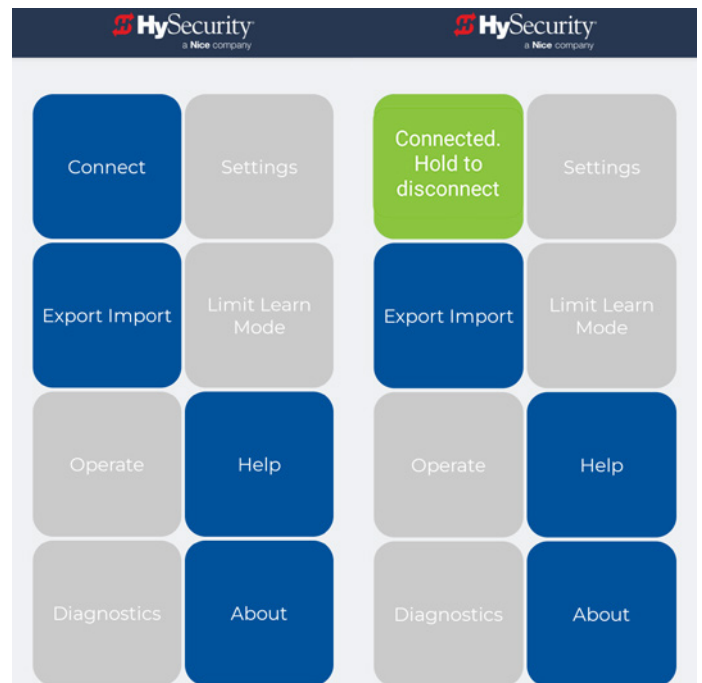 HySecurity
a Nice company
Connect
Settings
Export Import
Limit Learn
Mode
Operate
Help
Diagnostics
About
HySecurity
a Nice company
Connected.
Hold to
disconnect
Settings
Export Import
Limit Learn
Mode
Operate
Help
Diagnostics
About